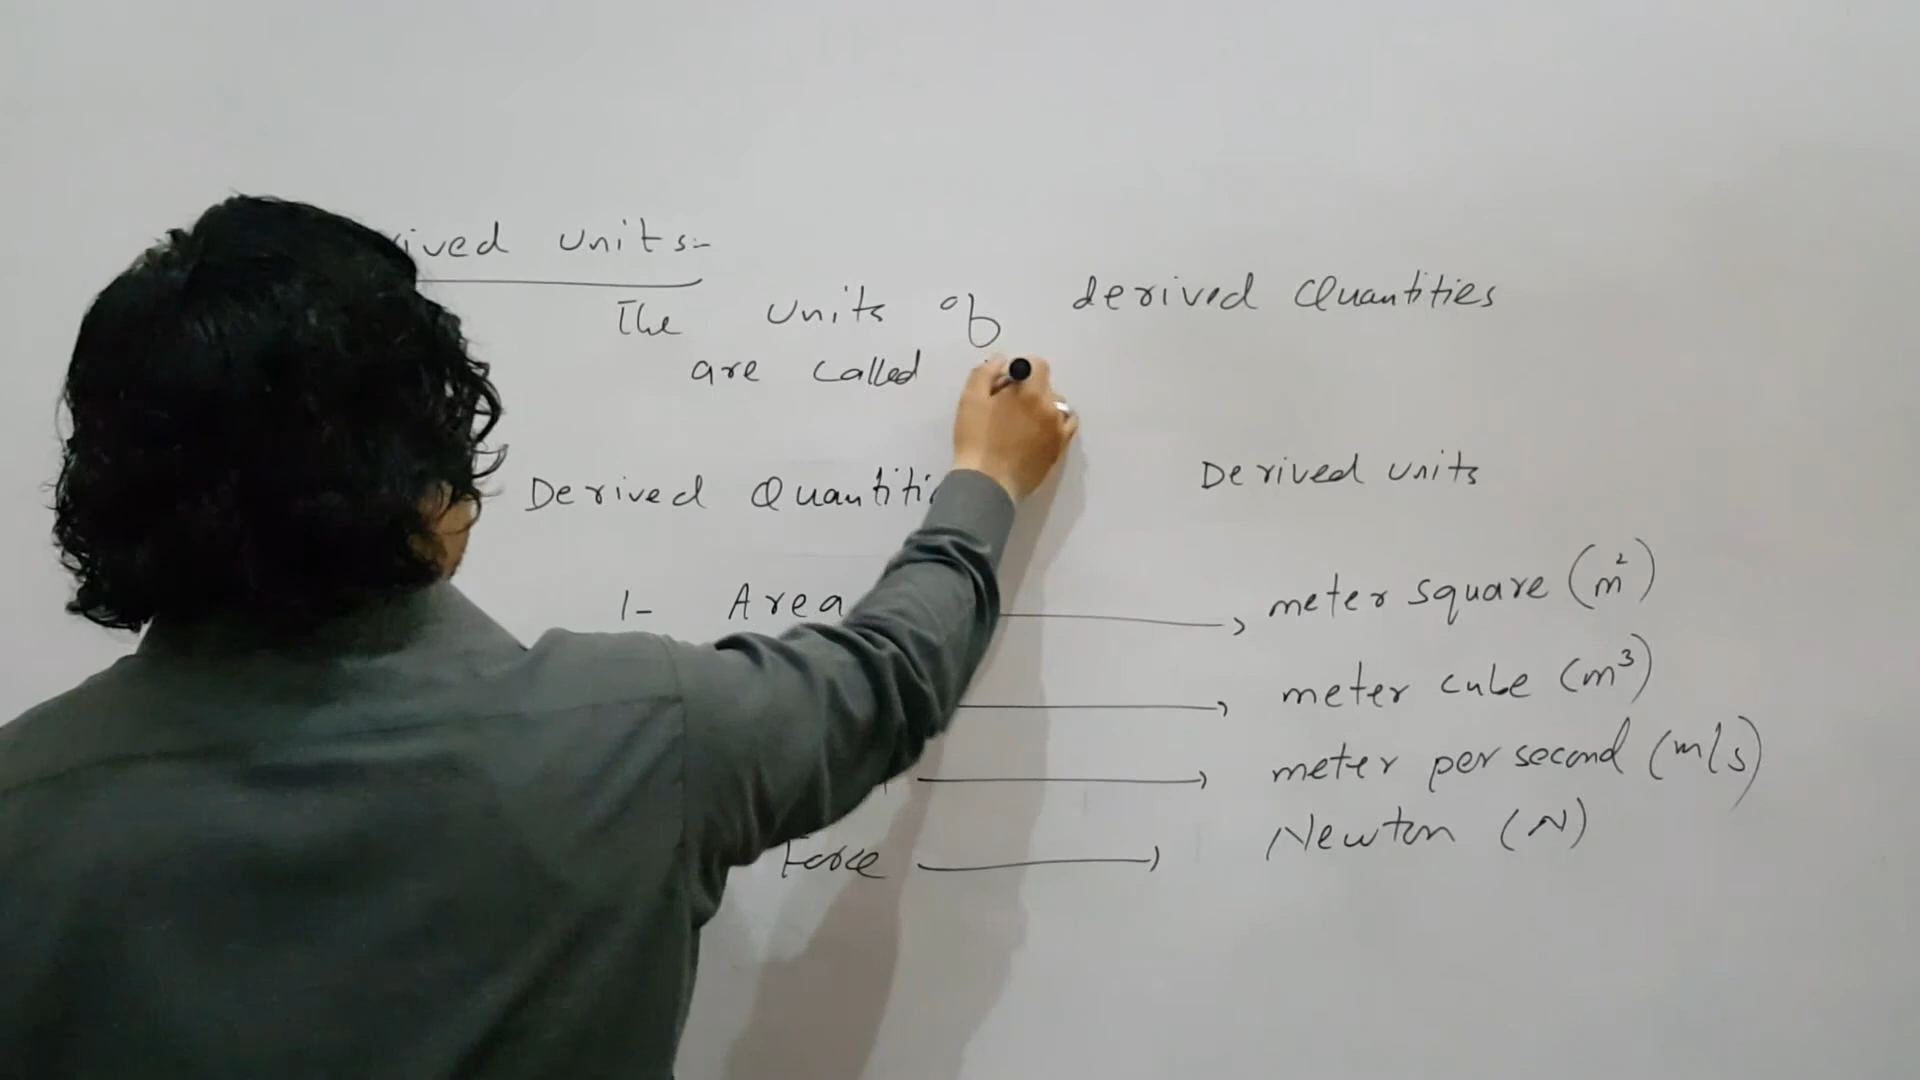 ived units:-
The units of derived Quantities
are called
Derived Quantiti Derived units
1- Area → meter square (m²)
→ meter cube (m³)
→ meter per second (m/s)
Force → Newton (N)